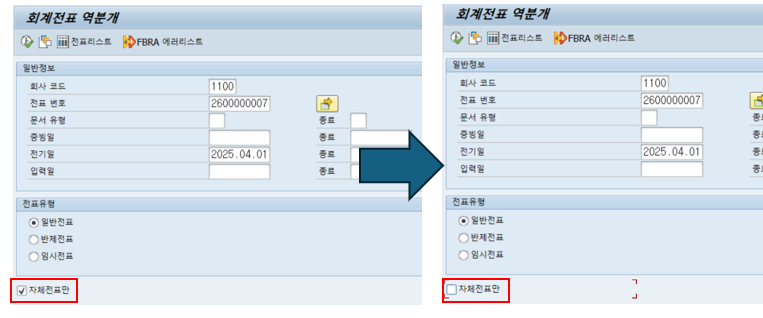 회계전표 역분개
전표리스트 FBRA 에러리스트
일반정보
회사 코드 1100
전표 번호 2600000007
문서 유형 종료
증빙일 종료
전기일 2025.04.01 종료
입력일 종료
전표유형
일반전표
반제전표
임시전표
자체전표만
회계전표 역분개
전표리스트 FBRA 에러리스트
일반정보
회사 코드 1100
전표 번호 2600000007
문서 유형
증빙일
전기일 2025.04.01
입력일
전표유형
일반전표
반제전표
임시전표
자체전표만